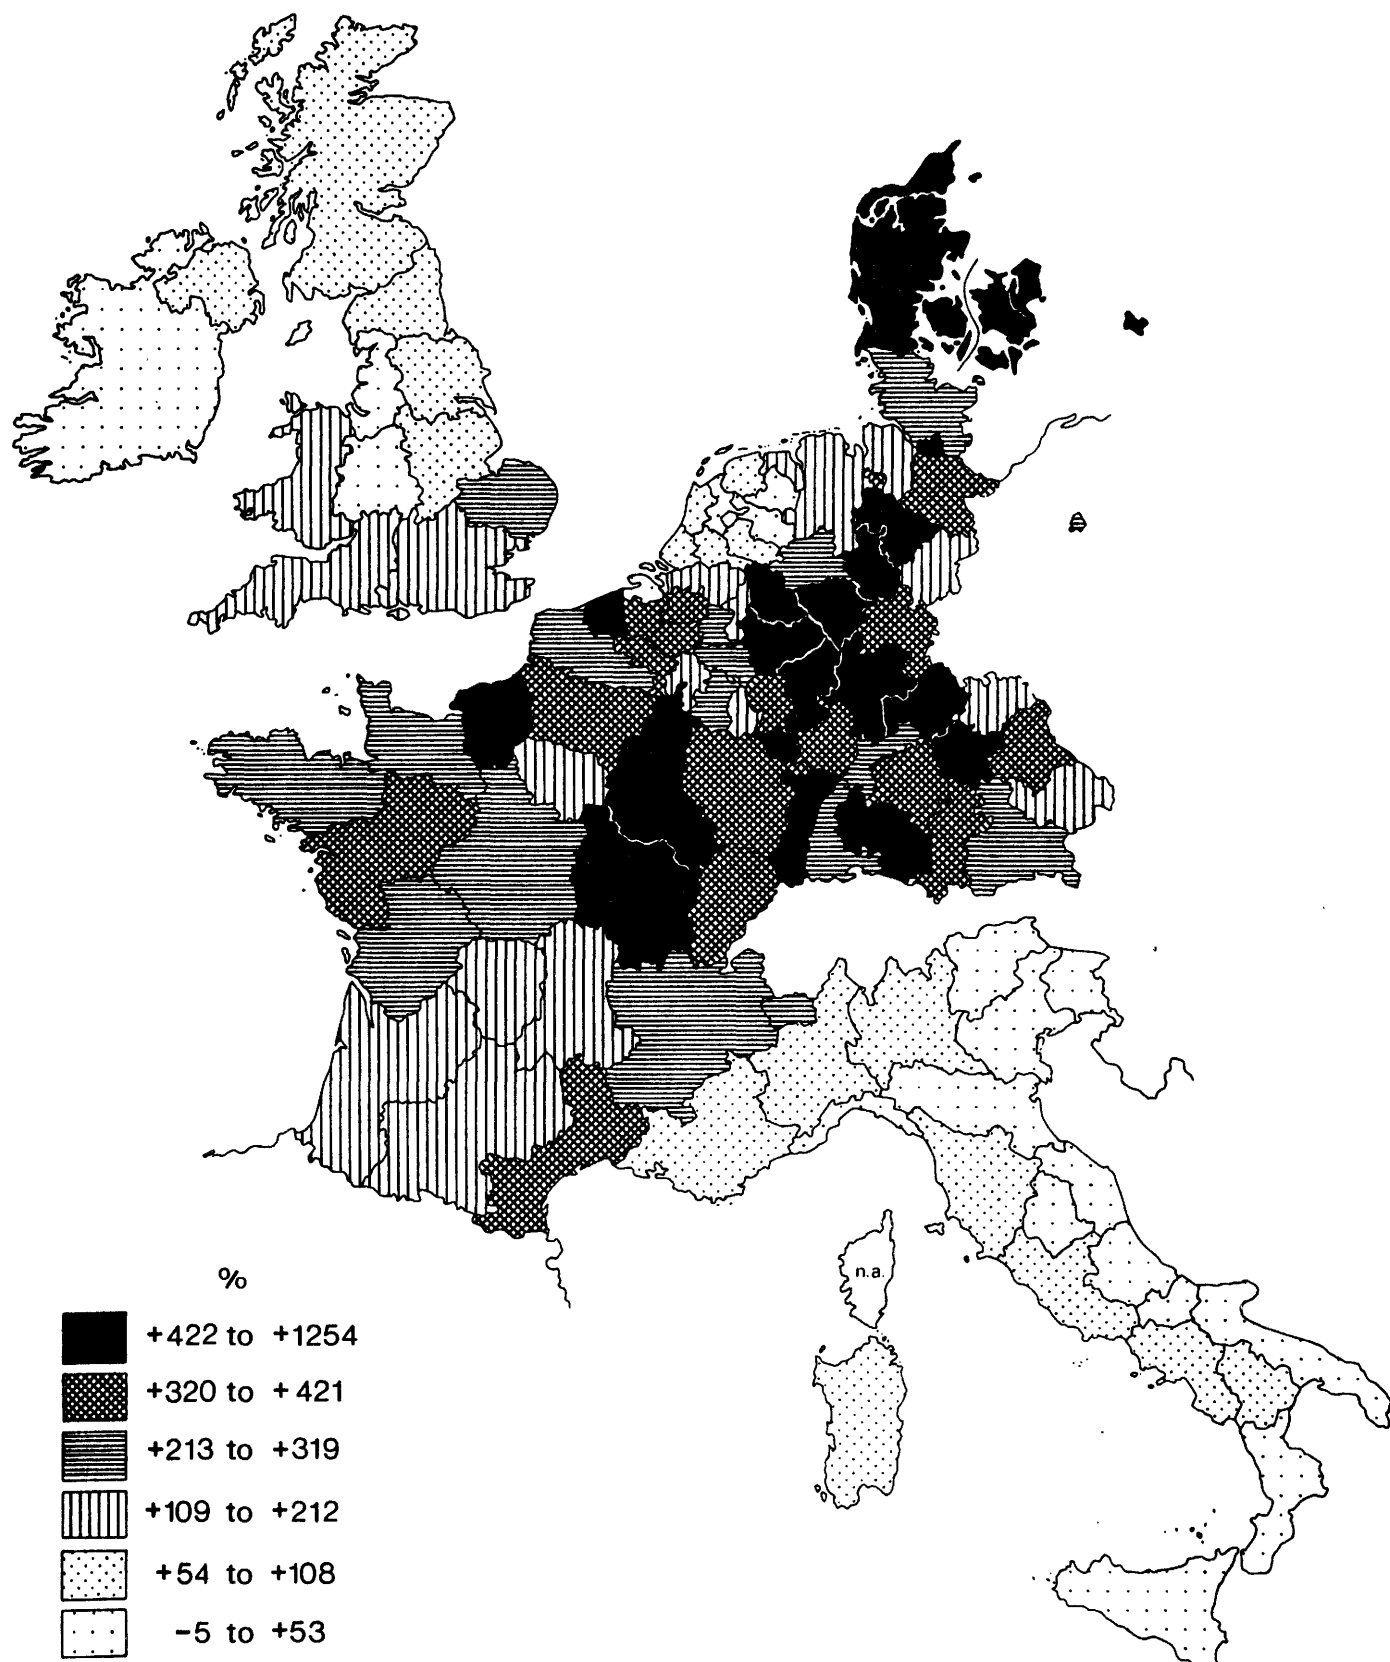 n.a.
%
+422 to +1254
+320 to +421
+213 to +319
+109 to +212
+54 to +108
-5 to +53